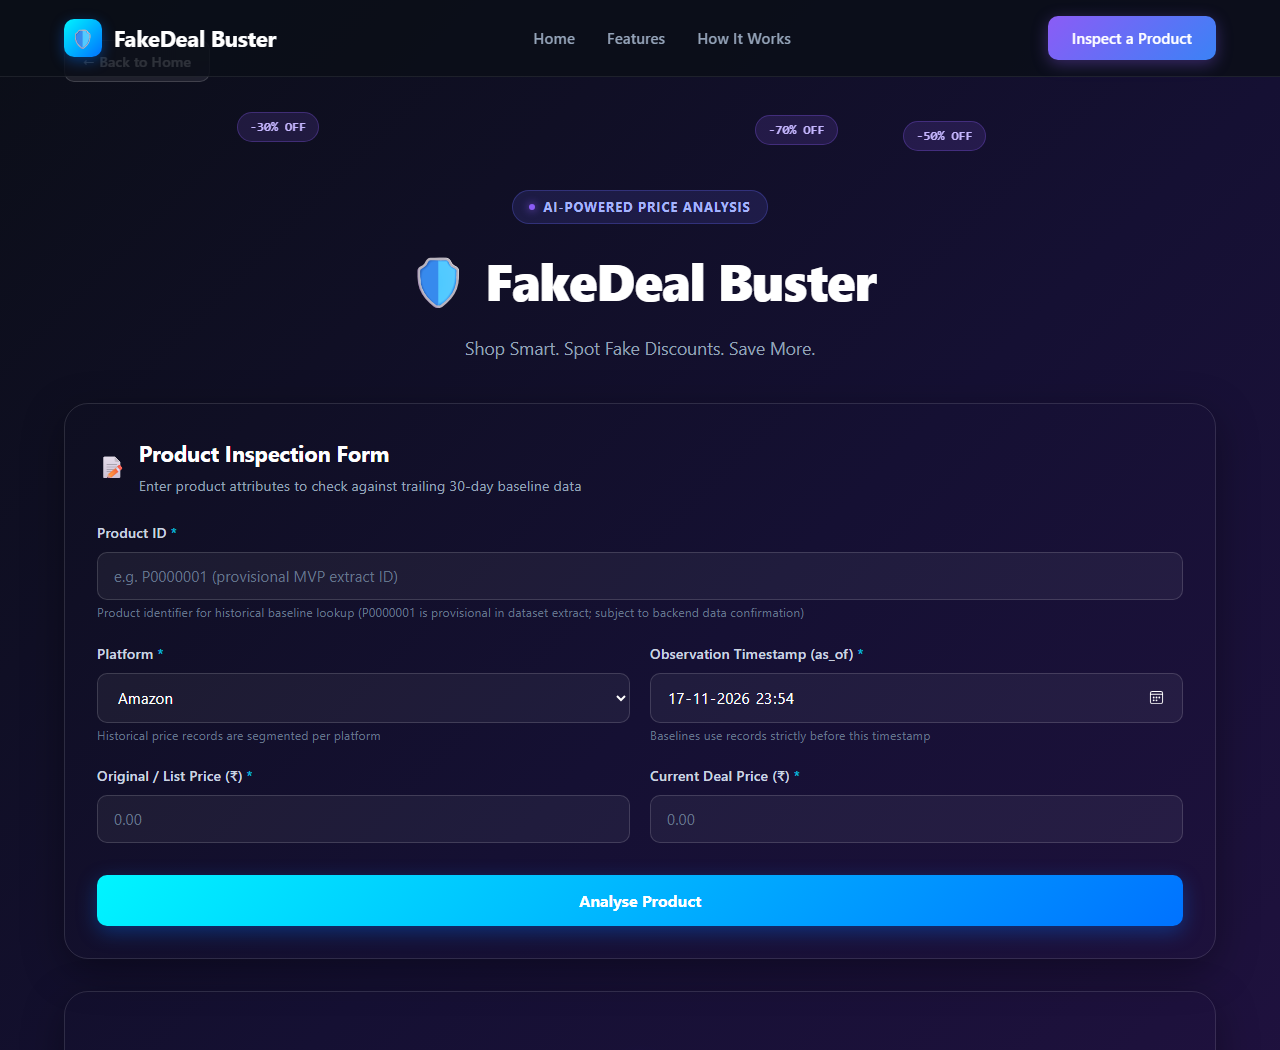 FakeDeal Buster
Home
Features
How It Works
Inspect a Product
← Back to Home
-30% OFF
-70% OFF
-50% OFF
AI-POWERED PRICE ANALYSIS
FakeDeal Buster
Shop Smart. Spot Fake Discounts. Save More.
Product Inspection Form
Enter product attributes to check against trailing 30-day baseline data
Product ID *
e.g. P0000001 (provisional MVP extract ID)
Product identifier for historical baseline lookup (P0000001 is provisional in dataset extract; subject to backend data confirmation)
Platform *
Amazon
Historical price records are segmented per platform
Observation Timestamp (as_of) *
17-11-2026 23:54
Baselines use records strictly before this timestamp
Original / List Price (₹) *
0.00
Current Deal Price (₹) *
0.00
Analyse Product